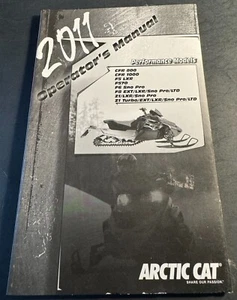 2011
Operator's Manual
Performance Models
CFR 800
CFR 1000
F5 LXR
F570
F6 Sno Pro
F8 EXT/LXR/Sno Pro/LTD
Z1/LXR/Sno Pro
Z1 Turbo/EXT/LXR/Sno Pro/LTD
ARCTIC CAT
SHARE OUR PASSION.